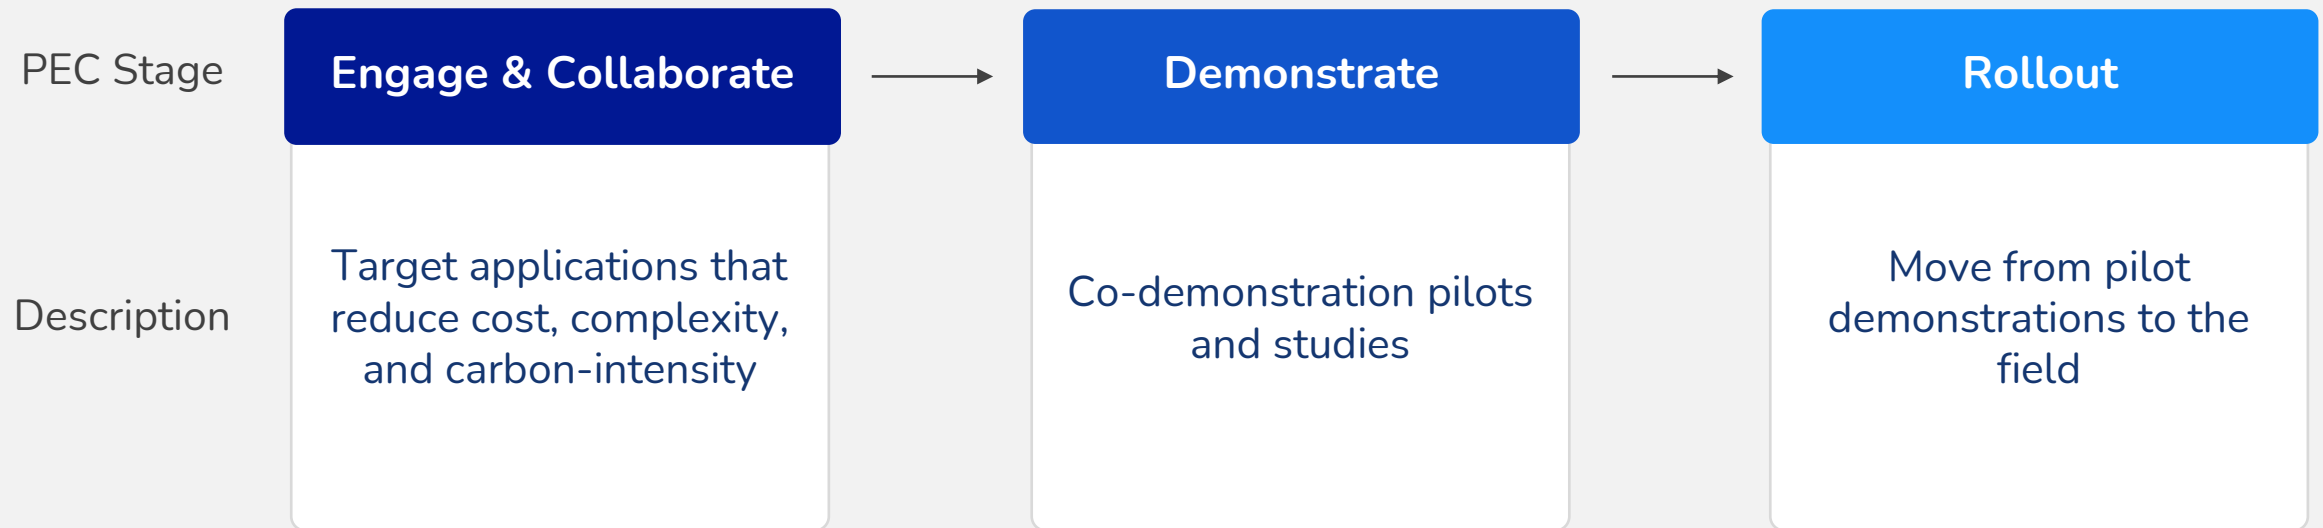 PEC Stage
Engage & Collaborate
Demonstrate
Rollout
Description
Target applications that
reduce cost, complexity,
and carbon-intensity
Co-demonstration pilots
and studies
Move from pilot
demonstrations to the
field